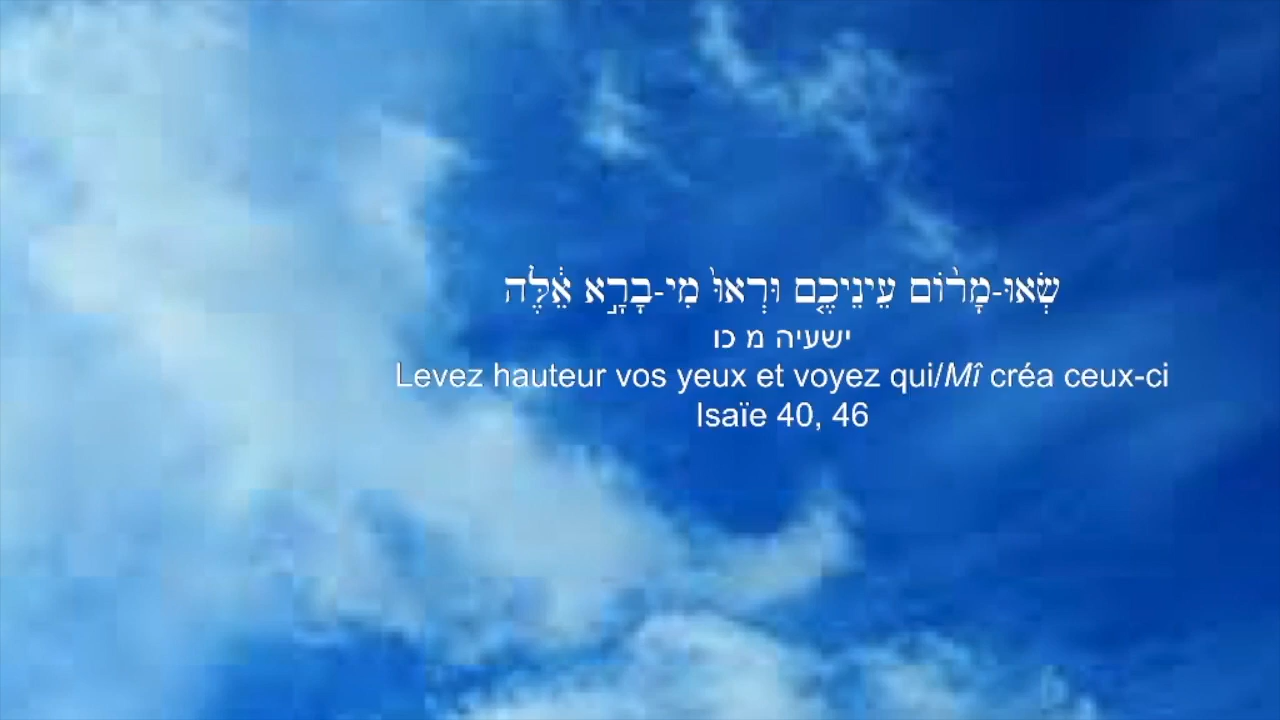 שְׂאוּ-מָר֨וֹם עֵינֵיכֶ֤ם וּרְאוּ֙ מִי-בָרָ֣א אֵ֔לֶּה
ישעיה מ כו
Levez hauteur vos yeux et voyez qui/Mî créa ceux-ci
Isaïe 40, 46